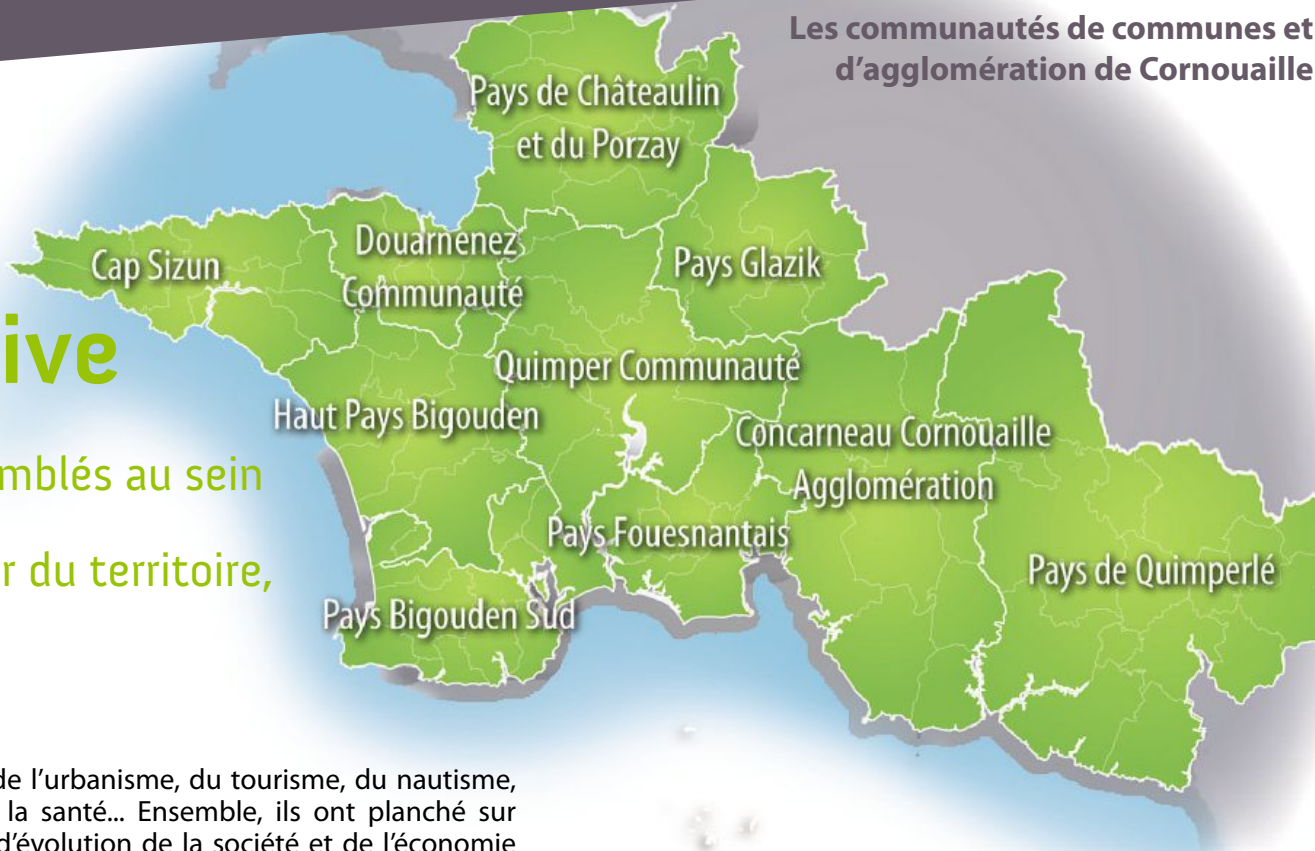 Les communautés de communes et
d’agglomération de Cornouaille
Pays de Châteaulin
et du Porzay
Douarnenez
Communauté
Cap Sizun
Pays Glazik
ive
Quimper Communauté
Haut Pays Bigouden
Concarneau Cornouaille
Agglomération
mblés au sein
Pays Fouesnantais
r du territoire,
Pays de Quimperlé
Pays Bigouden Sud
de l’urbanisme, du tourisme, du nautisme,
la santé... Ensemble, ils ont planché sur
d’évolution de la société et de l’économie